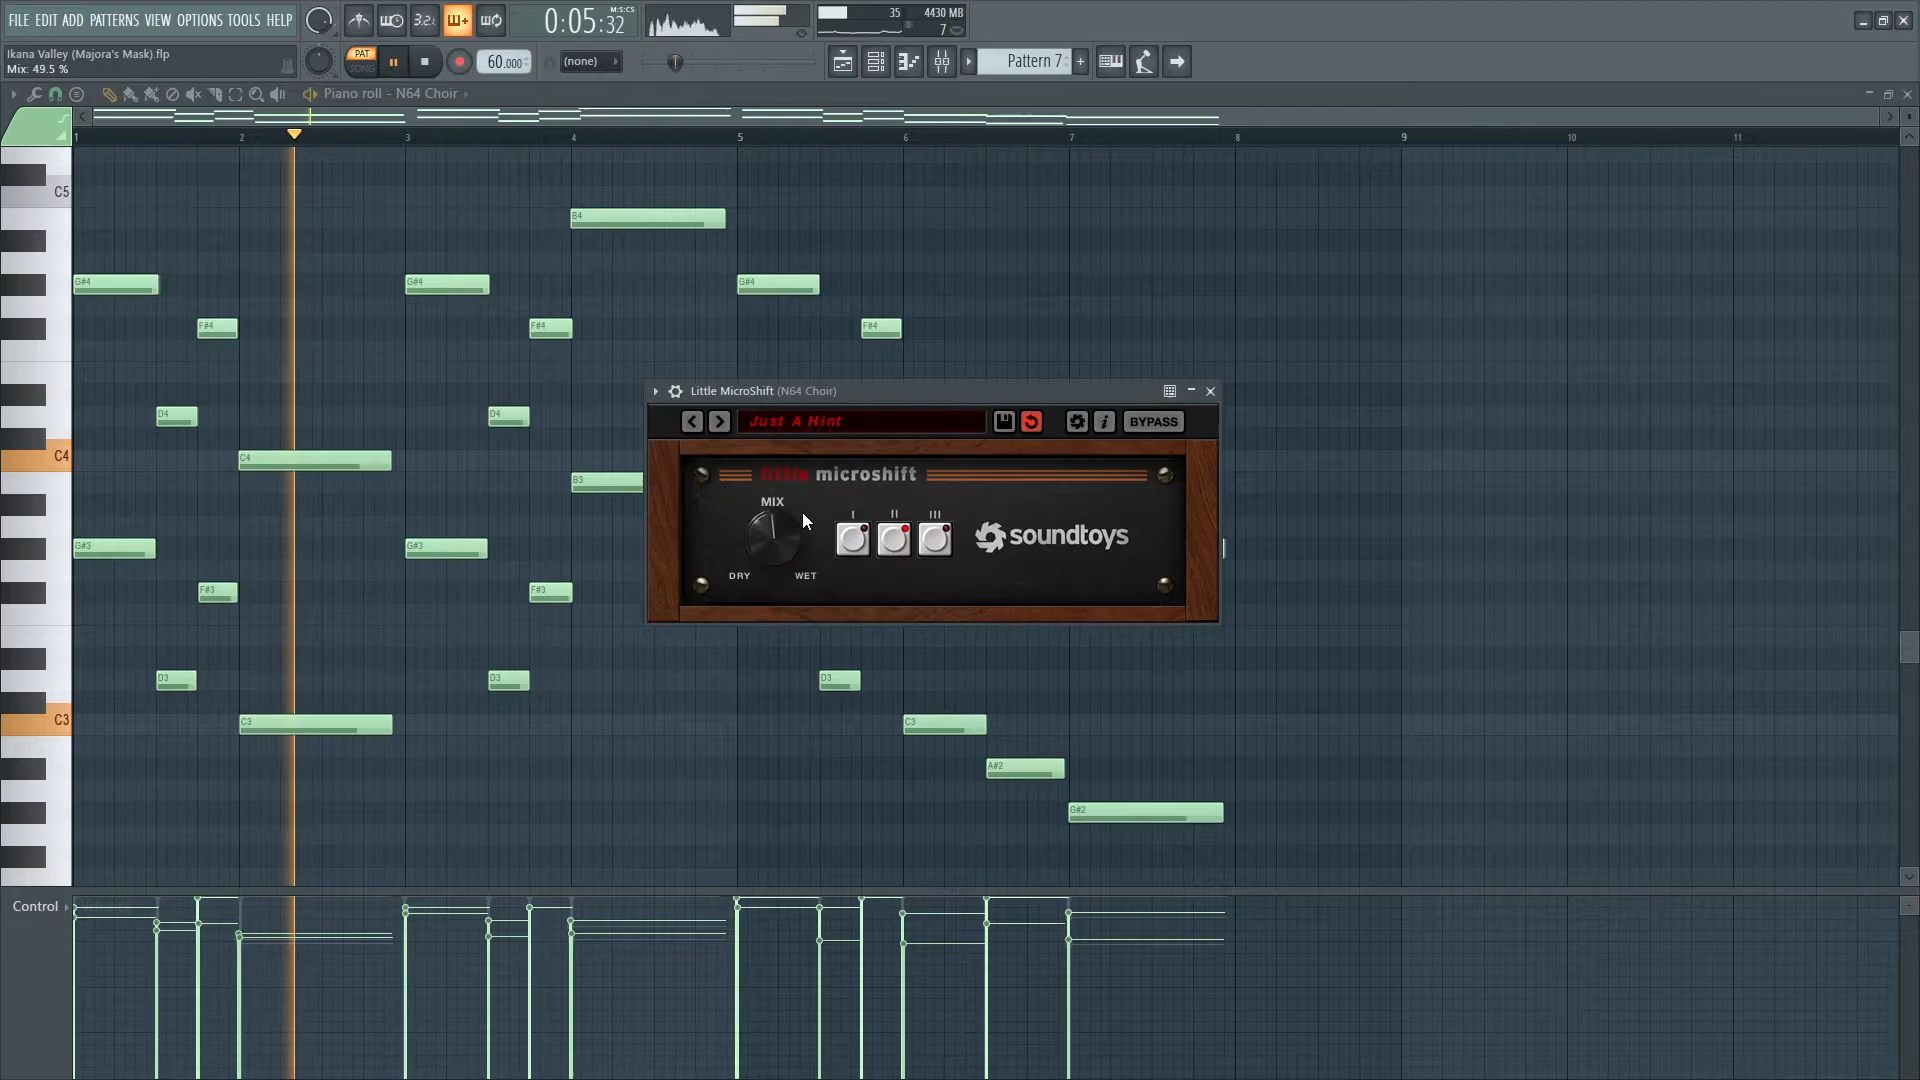 FILE EDIT ADD PATTERNS VIEW OPTIONS TOOLS HELP
3.2.
0:05:32
M:S:CS
35
4430 MB
7
Ikana Valley (Majora's Mask).flp
Mix: 49.5 %
PAT
SONG
60.000
(none)
Pattern 7
+
Piano roll - N64 Choir
1 2 3 4 5 6 7 8 9 10 11
C5
B4
G#4 G#4 G#4
F#4 F#4 F#4
D4 D4
C4 C4
B3
G#3 G#3
F#3 F#3
D3 D3 D3
C3 C3 C3
A#2
G#2
Little MicroShift (N64 Choir)
Just A Hint
i
BYPASS
little microshift
MIX
DRY
WET
I II III
soundtoys
Control